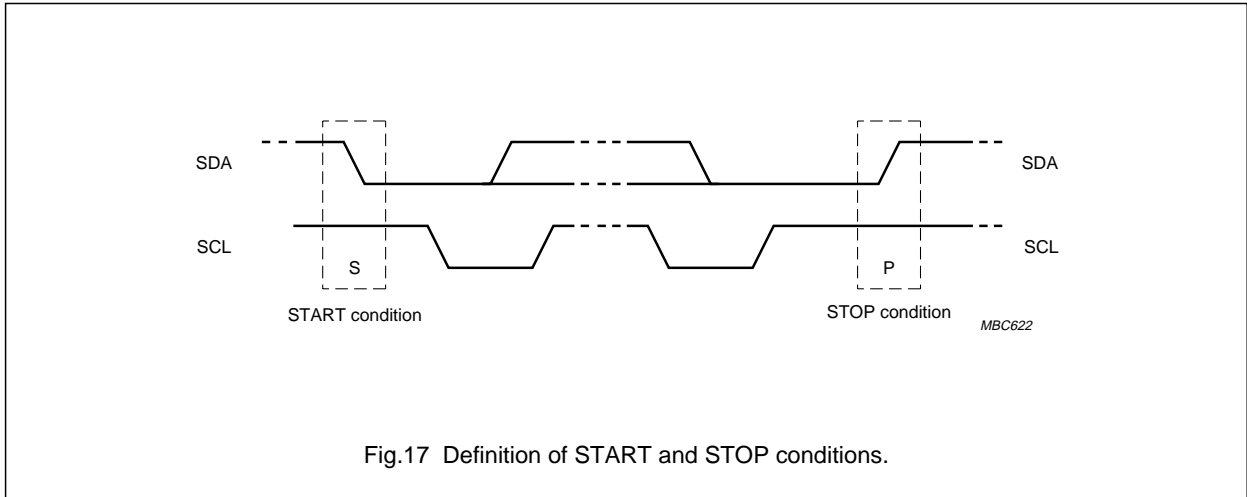 SDA
SDA
SCL
SCL
S
P
START condition
STOP condition
MBC622
Fig.17 Definition of START and STOP conditions.